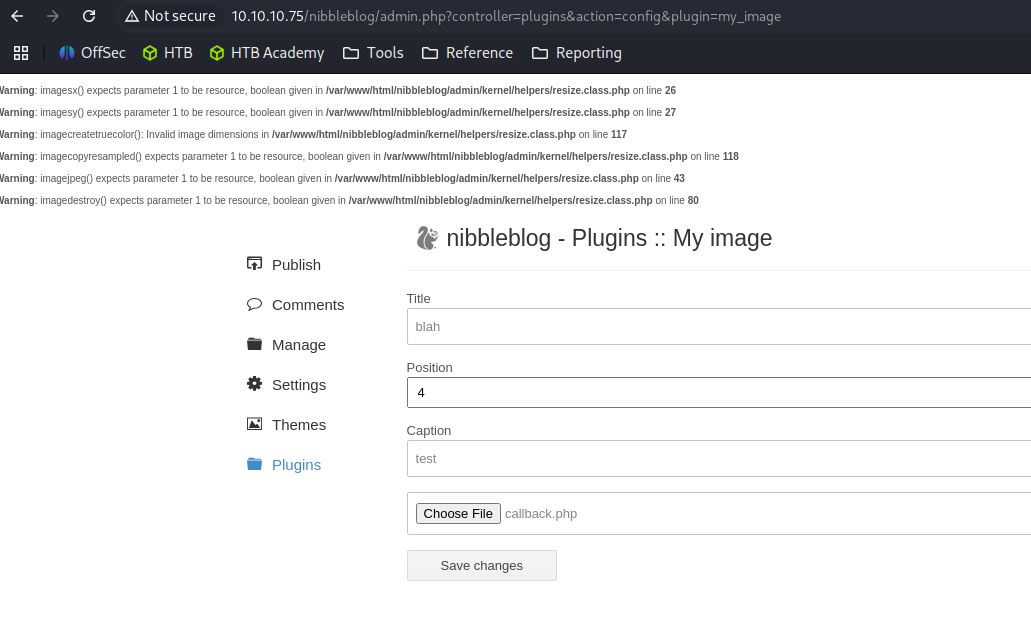 Not secure 10.10.10.75/nibbleblog/admin.php?controller=plugins&action=config&plugin=my_image
OffSec HTB HTB Academy Tools Reference Reporting
Warning: imagesx() expects parameter 1 to be resource, boolean given in /var/www/html/nibbleblog/admin/kernel/helpers/resize.class.php on line 26
Warning: imagesy() expects parameter 1 to be resource, boolean given in /var/www/html/nibbleblog/admin/kernel/helpers/resize.class.php on line 27
Warning: imagecreatetruecolor(): Invalid image dimensions in /var/www/html/nibbleblog/admin/kernel/helpers/resize.class.php on line 117
Warning: imagecopyresampled() expects parameter 1 to be resource, boolean given in /var/www/html/nibbleblog/admin/kernel/helpers/resize.class.php on line 118
Warning: imagejpeg() expects parameter 1 to be resource, boolean given in /var/www/html/nibbleblog/admin/kernel/helpers/resize.class.php on line 43
Warning: imagedestroy() expects parameter 1 to be resource, boolean given in /var/www/html/nibbleblog/admin/kernel/helpers/resize.class.php on line 80
nibbleblog - Plugins :: My image
Publish
Comments
Manage
Settings
Themes
Plugins
Title
blah
Position
4
Caption
test
Choose File callback.php
Save changes